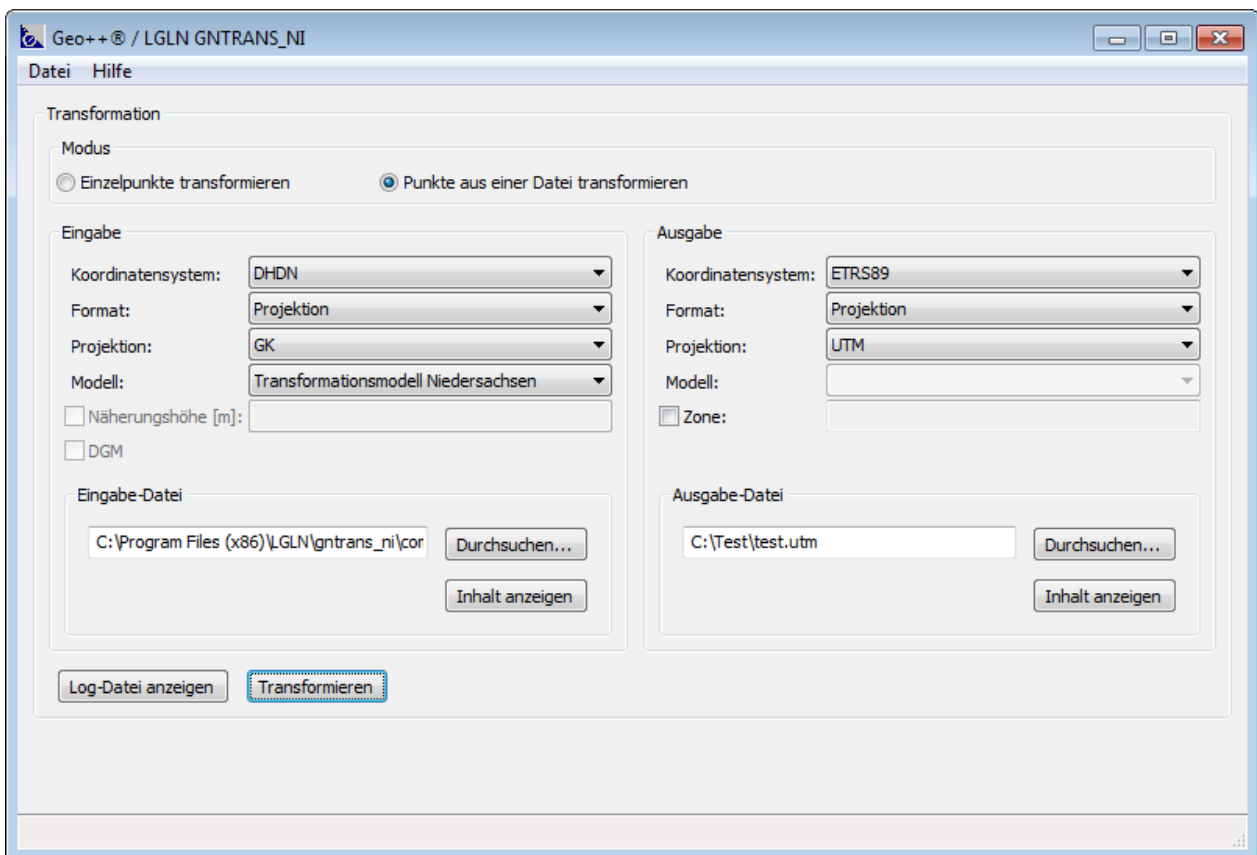 Geo++® / LGLN GNTRANS_NI
Datei Hilfe
Transformation
Modus
Einzelpunkte transformieren Punkte aus einer Datei transformieren
Eingabe
Koordinatensystem: DHDN
Format: Projektion
Projektion: GK
Modell: Transformationsmodell Niedersachsen
Näherungshöhe [m]:
DGM
Eingabe-Datei
C:\Program Files (x86)\LGLN\gntrans_ni\cor Durchsuchen...
Inhalt anzeigen
Ausgabe
Koordinatensystem: ETRS89
Format: Projektion
Projektion: UTM
Modell:
Zone:
Ausgabe-Datei
C:\Test\test.utm Durchsuchen...
Inhalt anzeigen
Log-Datei anzeigen Transformieren